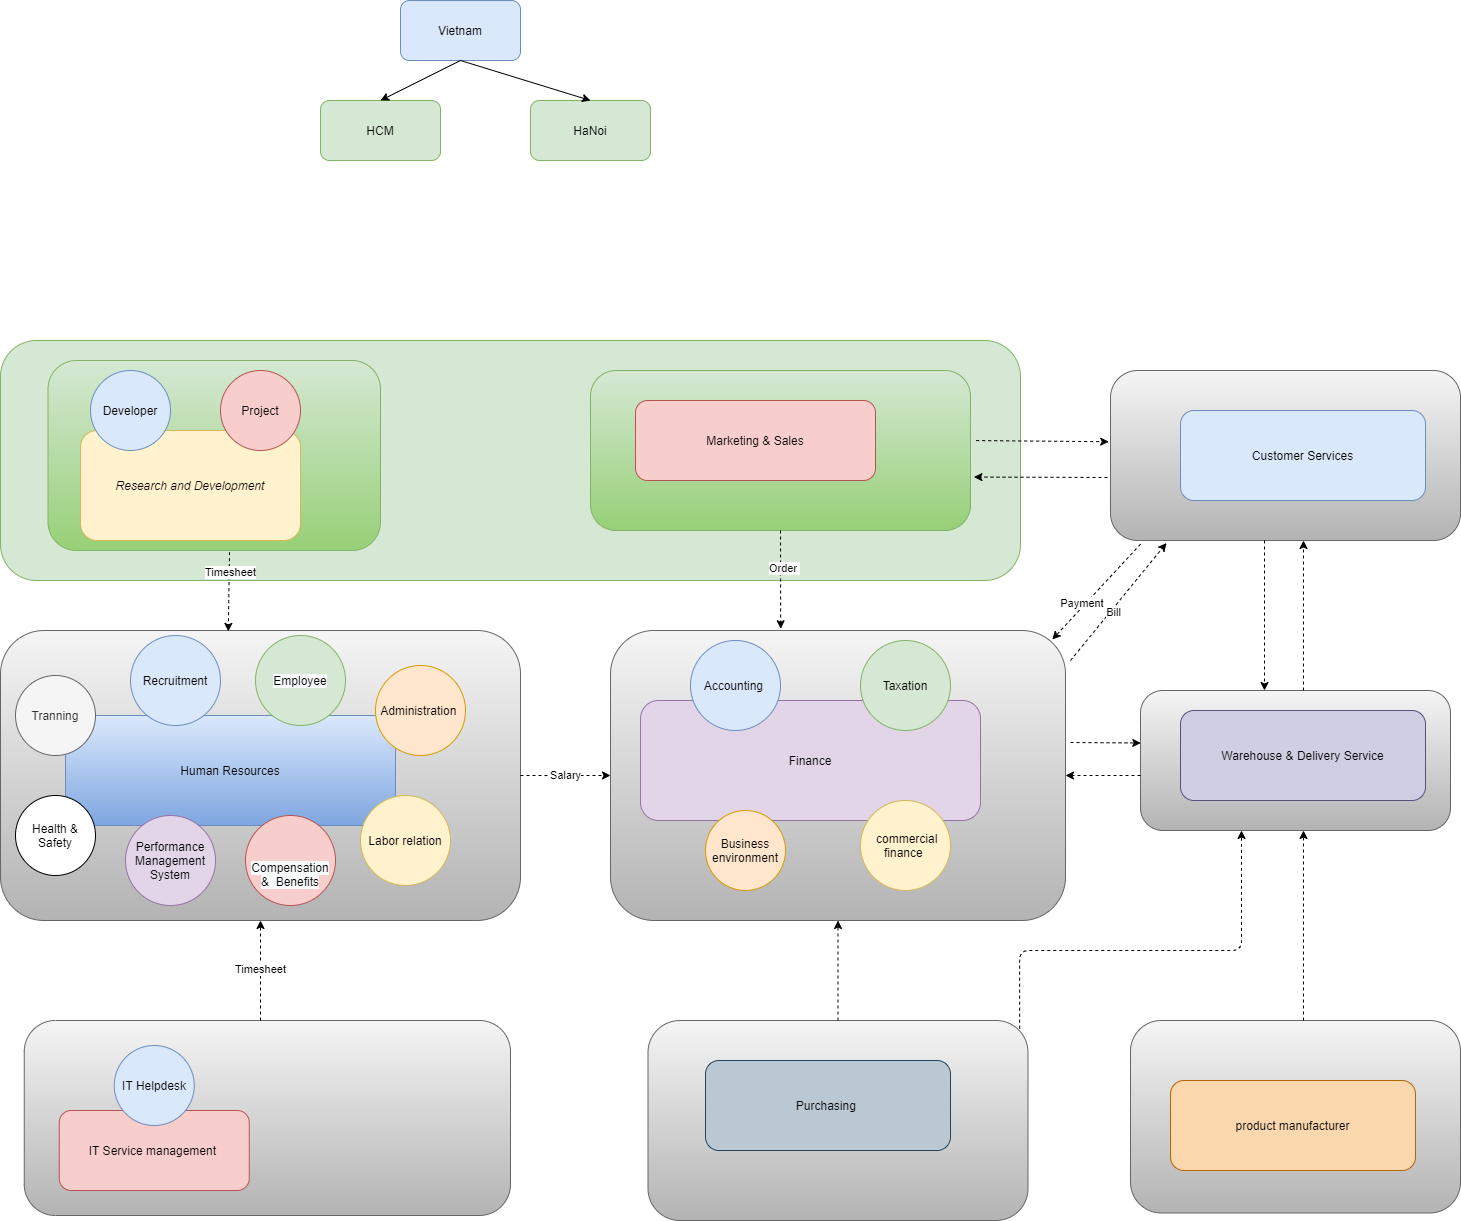 Vietnam
HCM
HaNoi
Developer
Project
Research and Development
Marketing & Sales
Customer Services
Timesheet
Order
Payment
Bill
Recruitment
Employee
Administration
Tranning
Human Resources
Health &
Safety
Performance
Management
System
Compensation
& Benefits
Labor relation
Salary
Accounting
Taxation
Finance
Business
environment
commercial
finance
Warehouse & Delivery Service
Timesheet
IT Helpdesk
IT Service management
Purchasing
product manufacturer